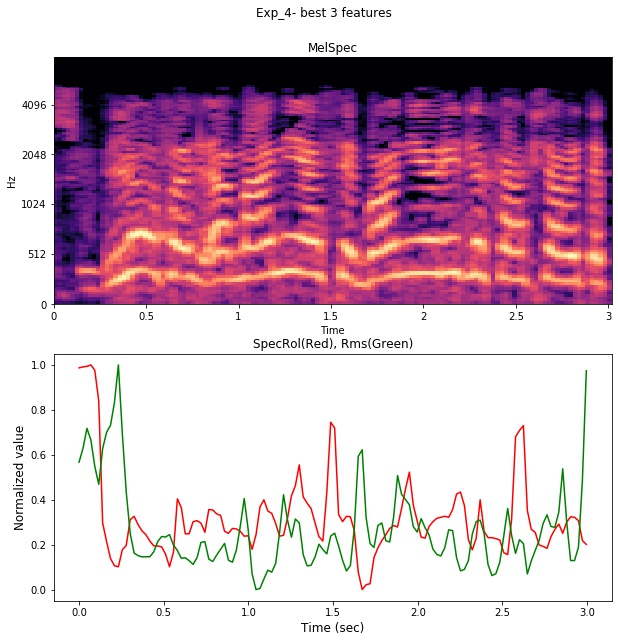 Exp_4- best 3 features
MelSpec
4096
2048
1024
512
0
Hz
0 0.5 1 1.5 2 2.5 3
Time
SpecRol(Red), Rms(Green)
1.0
0.8
0.6
0.4
0.2
0.0
Normalized value
0.0 0.5 1.0 1.5 2.0 2.5 3.0
Time (sec)